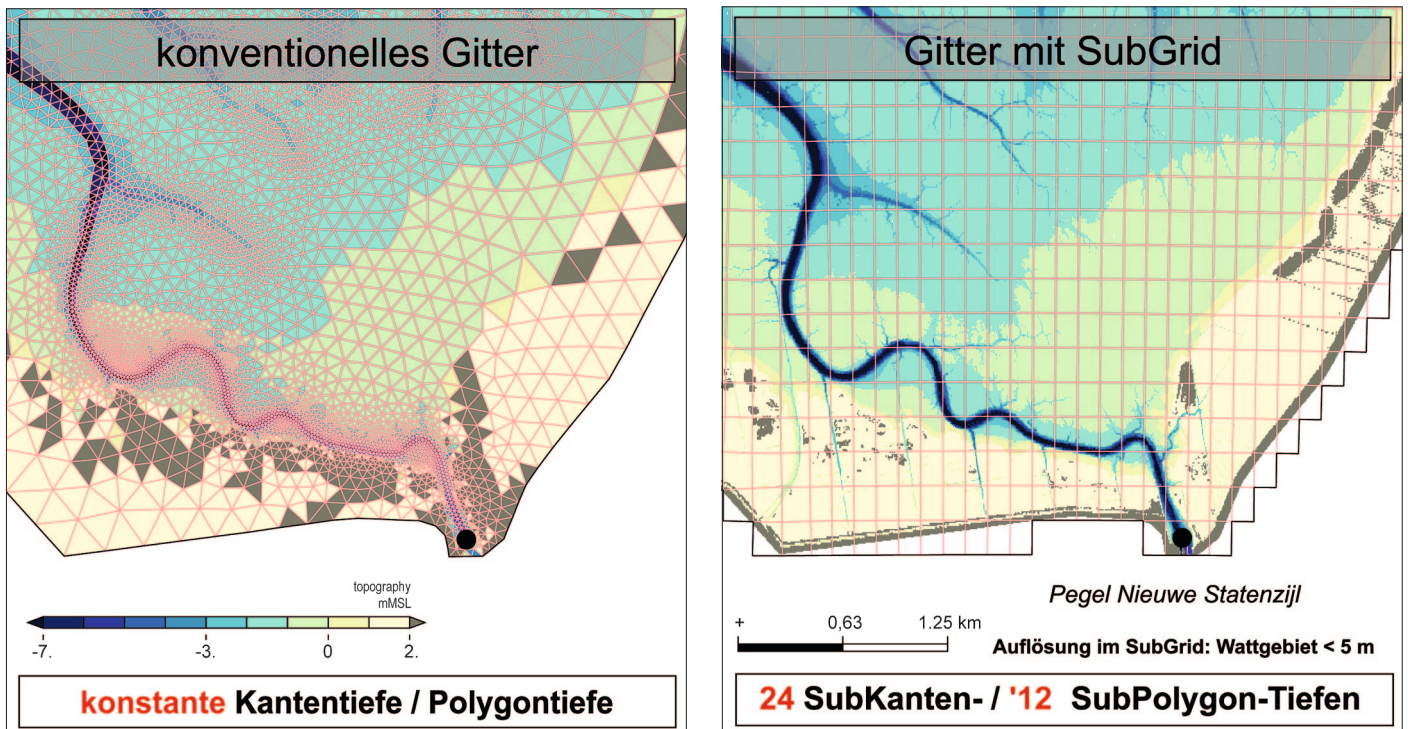 konventionelles Gitter
topography
mMSL
-7. -3. 0 2.
konstante Kantentiefe / Polygontiefe
Gitter mit SubGrid
Pegel Nieuwe Statenzijl
+ 0,63 1.25 km
Auflösung im SubGrid: Wattgebiet < 5 m
24 SubKanten- / '12 SubPolygon-Tiefen